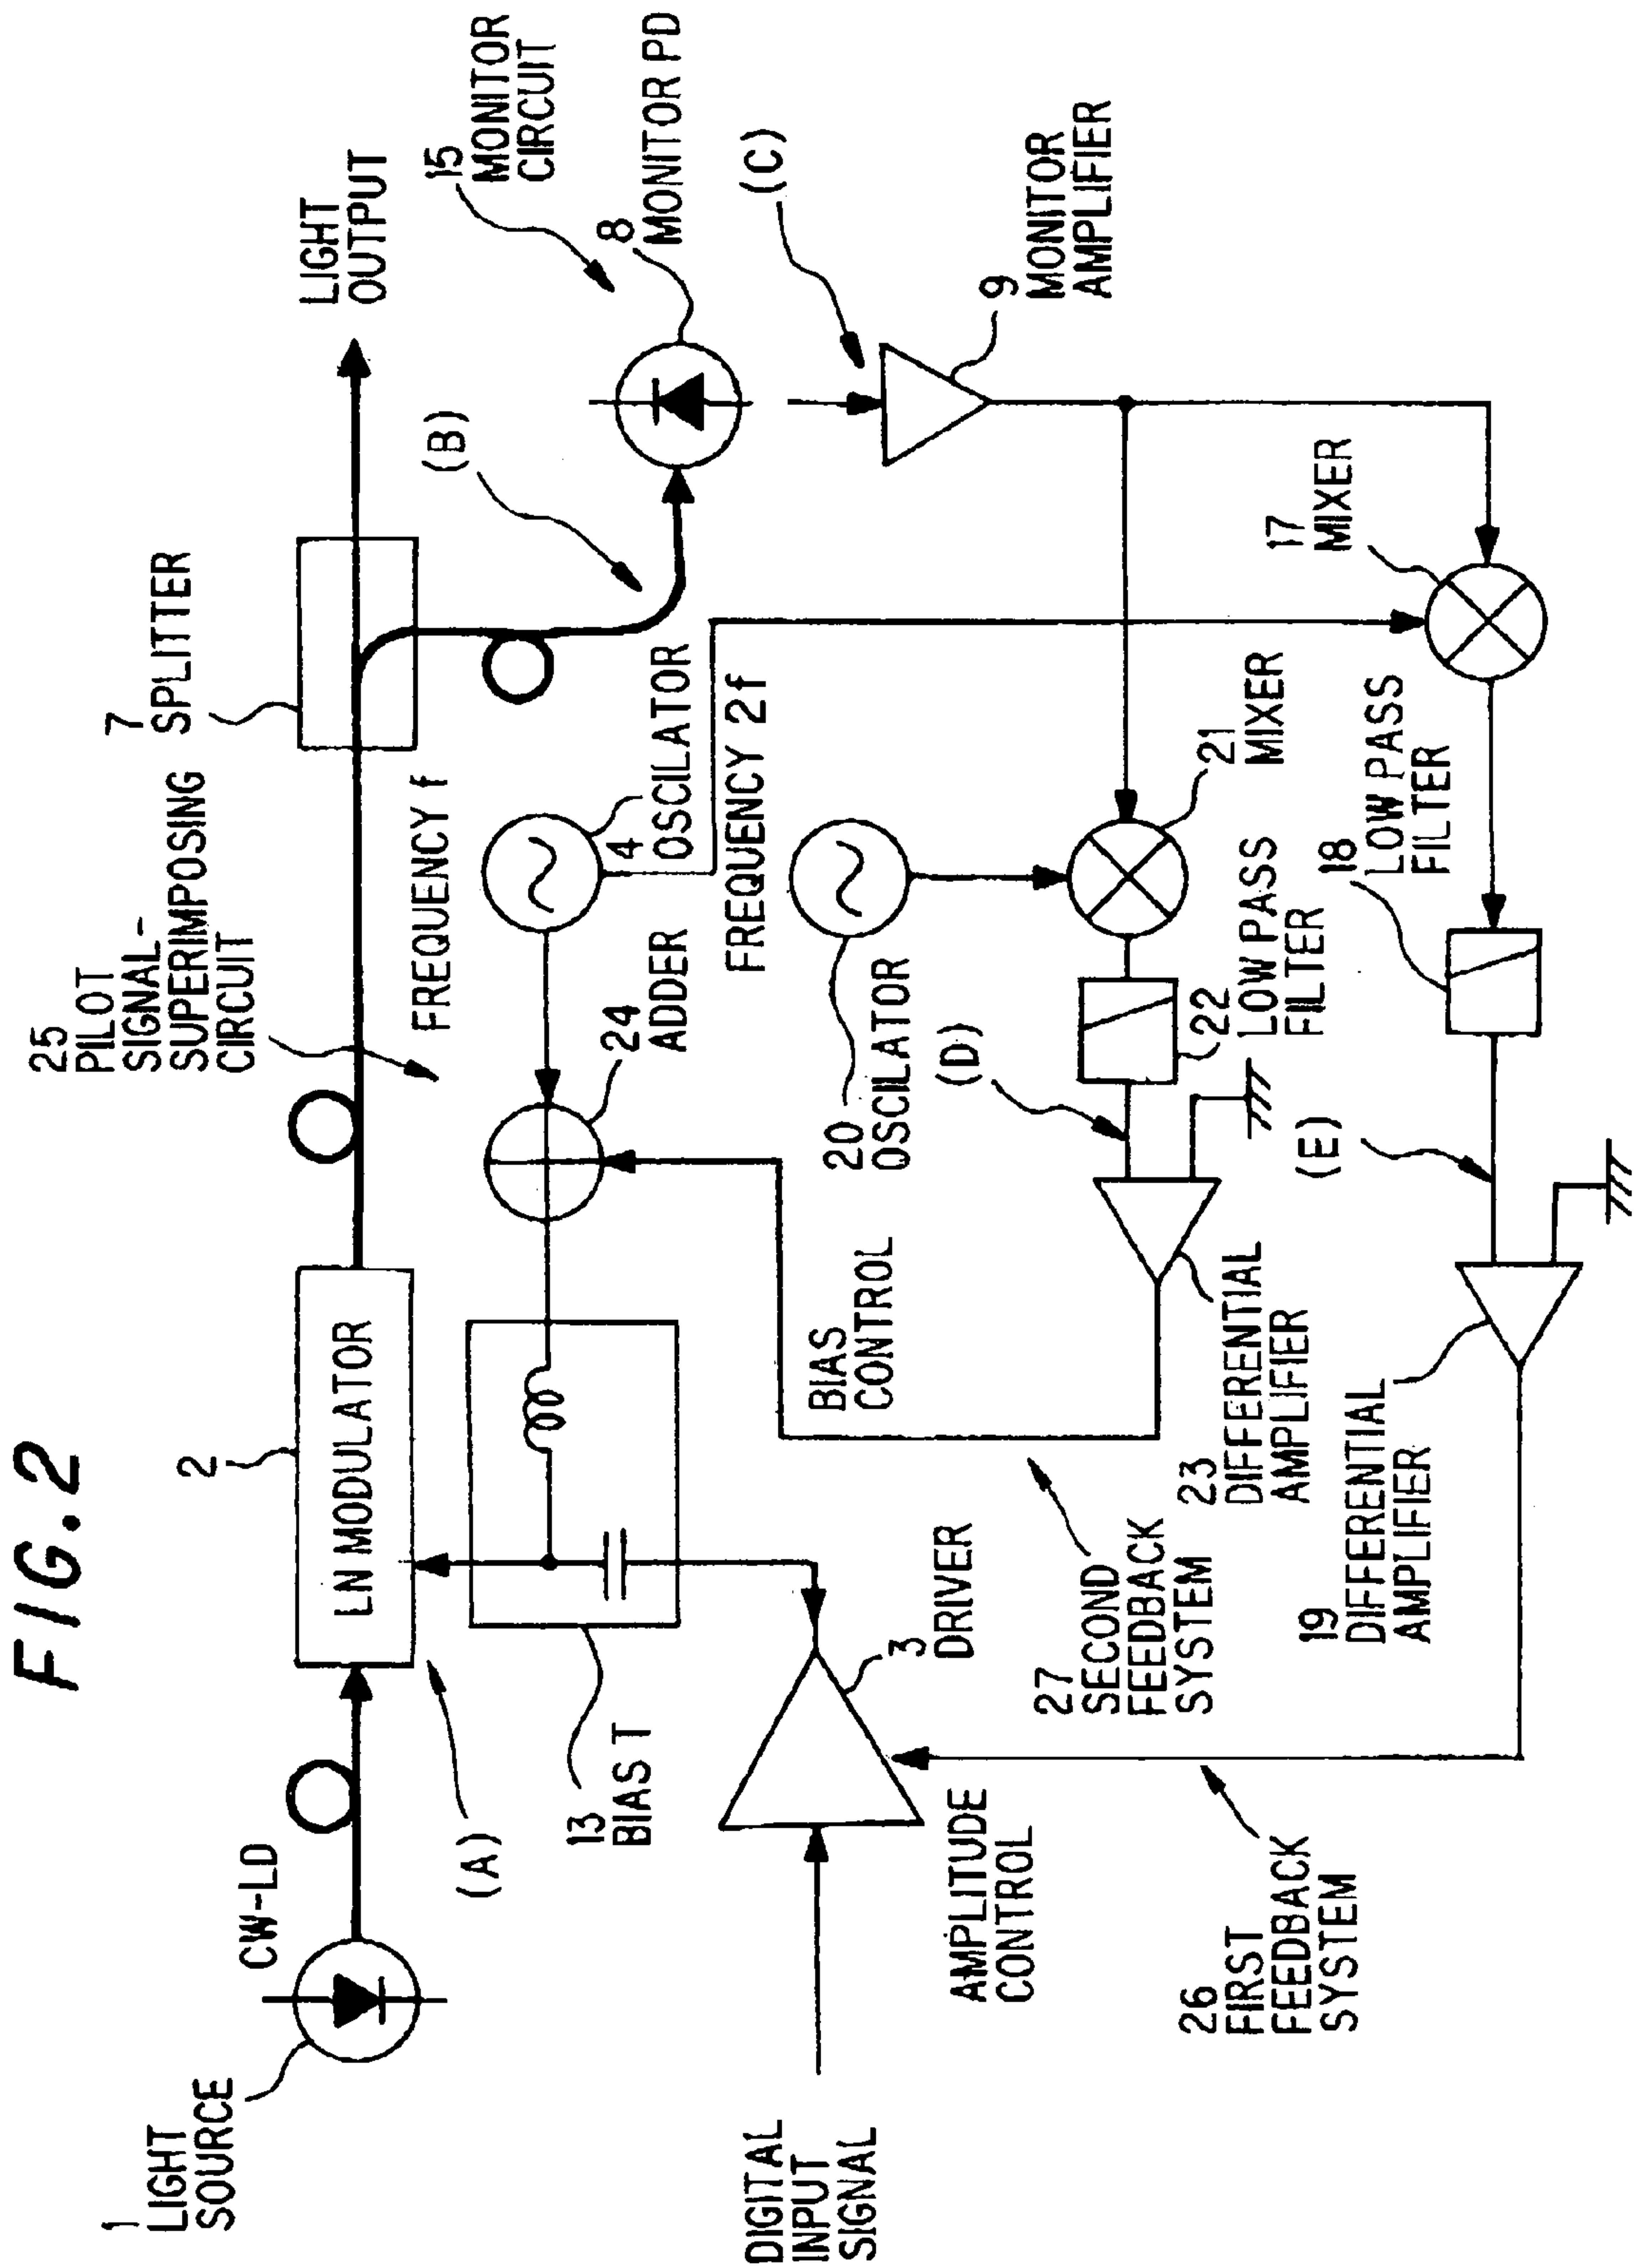 FIG.2
1
LIGHT
SOURCE
CW-LD
(A)
2
LN MODULATOR
25
PILOT
SIGNAL-
SUPERIMPOSING
CIRCUIT
7
SPLITTER
LIGHT
OUTPUT
FREQUENCY f
(B)
15
MONITOR
CIRCUIT
8
MONITOR PD
4
OSCILATOR
FREQUENCY 2f
24
ADDER
13
BIAS T
(C)
9
MONITOR
AMPLIFIER
DIGITAL
INPUT
SIGNAL
3
DRIVER
BIAS
CONTROL
20
OSCILATOR
(D)
21
MIXER
17
MIXER
22
LOW PASS
FILTER
18
LOW PASS
FILTER
AMPLITUDE
CONTROL
27
SECOND
FEEDBACK
SYSTEM
23
DIFFERENTIAL
AMPLIFIER
(E)
26
FIRST
FEEDBACK
SYSTEM
19
DIFFERENTIAL
AMPLIFIER